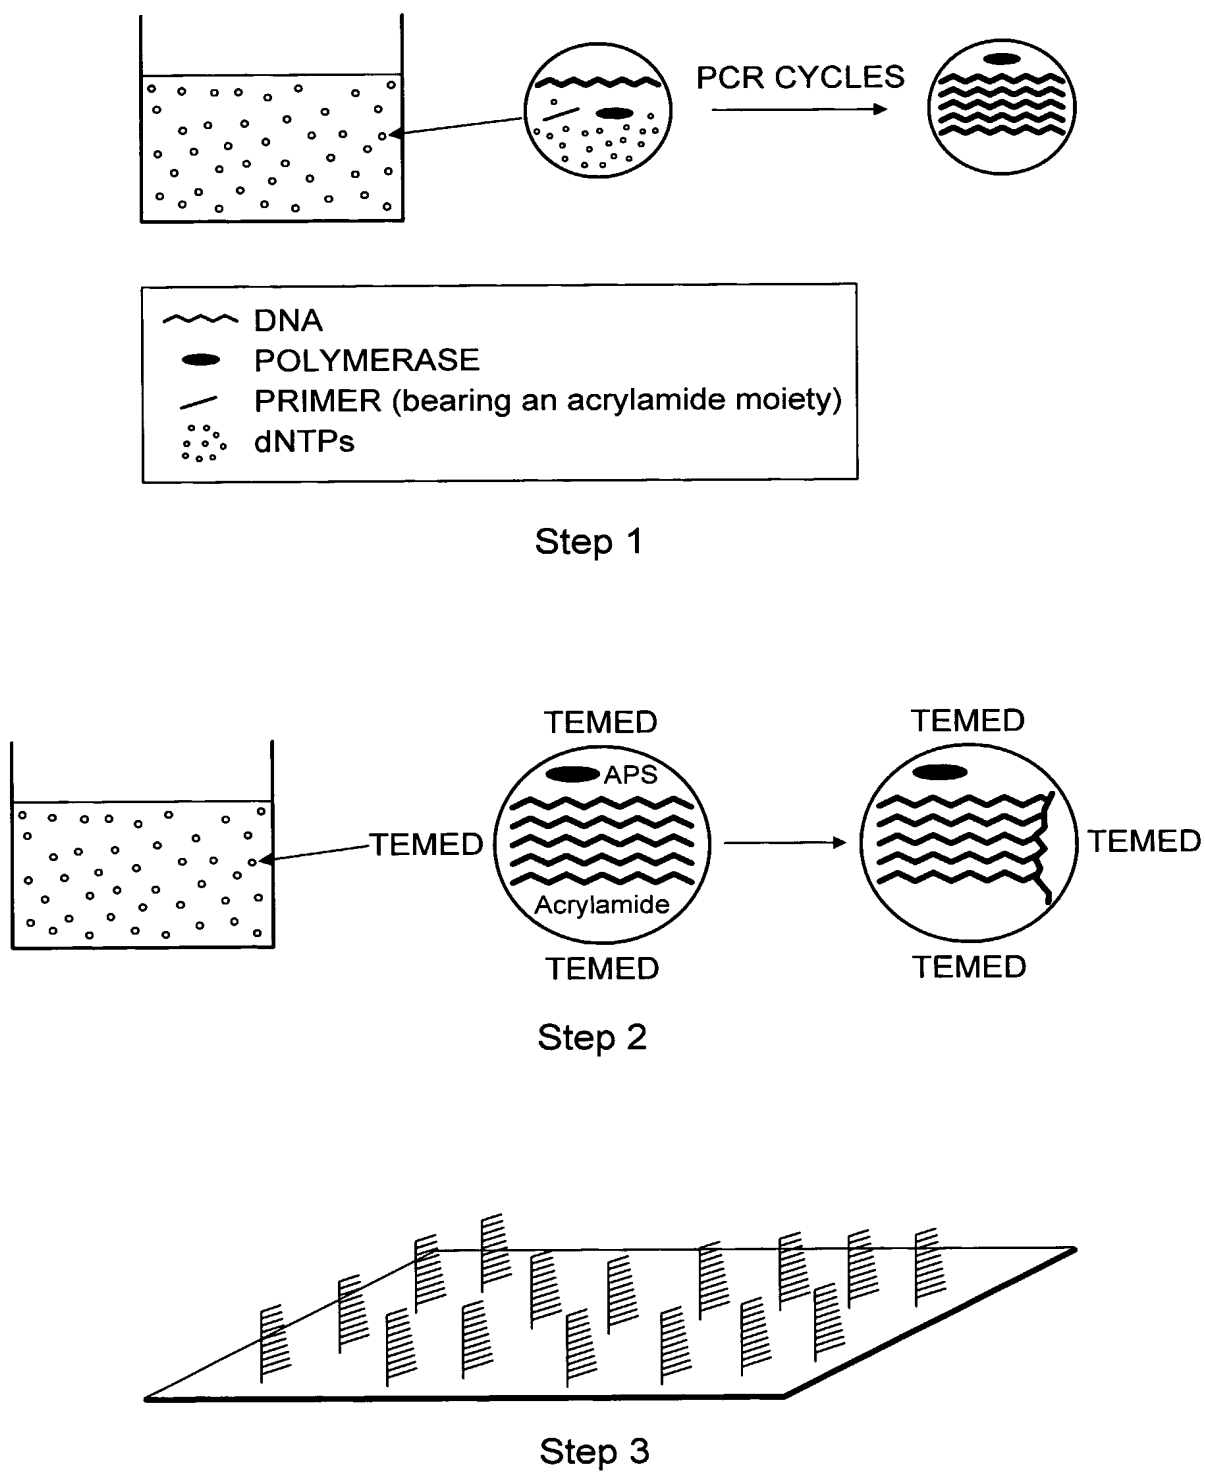 PCR CYCLES
DNA
POLYMERASE
PRIMER (bearing an acrylamide moiety)
dNTPs
Step 1
TEMED
TEMED
APS
TEMED
TEMED
Acrylamide
TEMED
TEMED
Step 2
Step 3